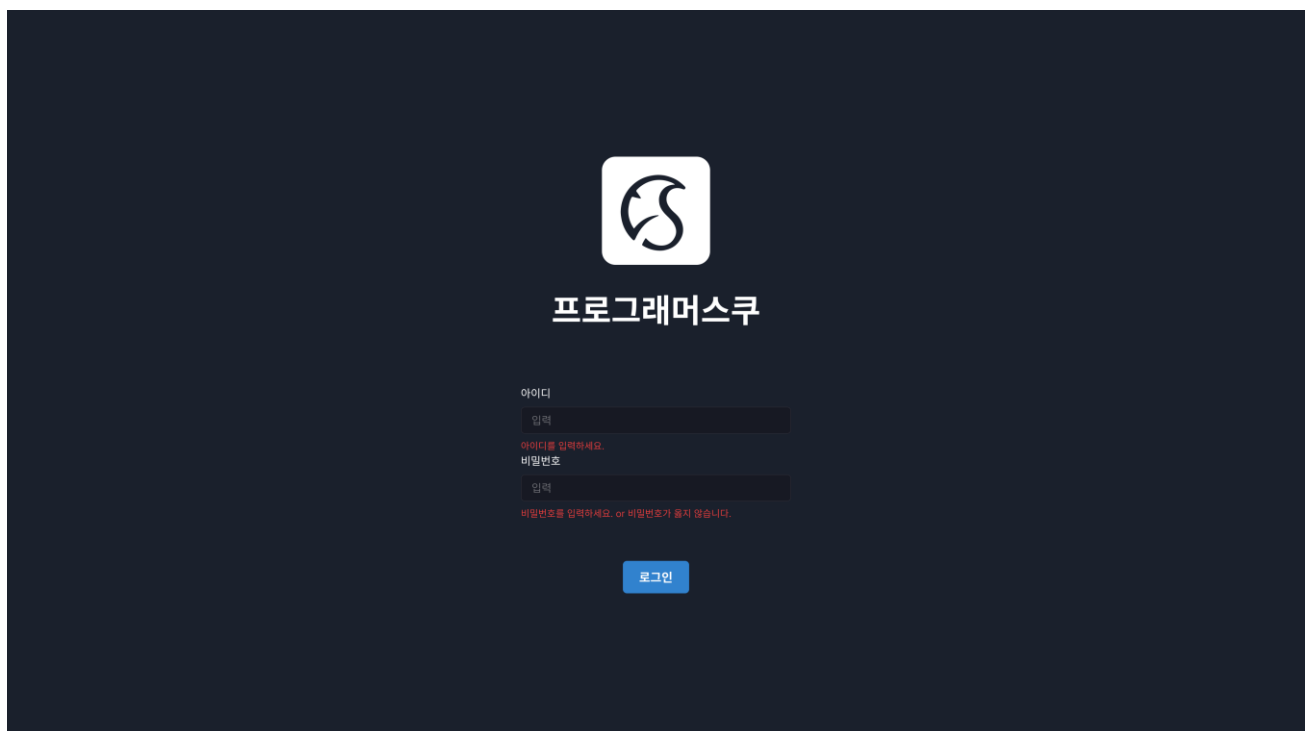 프로그래머스쿠
아이디
입력
아이디를 입력하세요.
비밀번호
입력
비밀번호를 입력하세요. or 비밀번호가 옳지 않습니다.
로그인